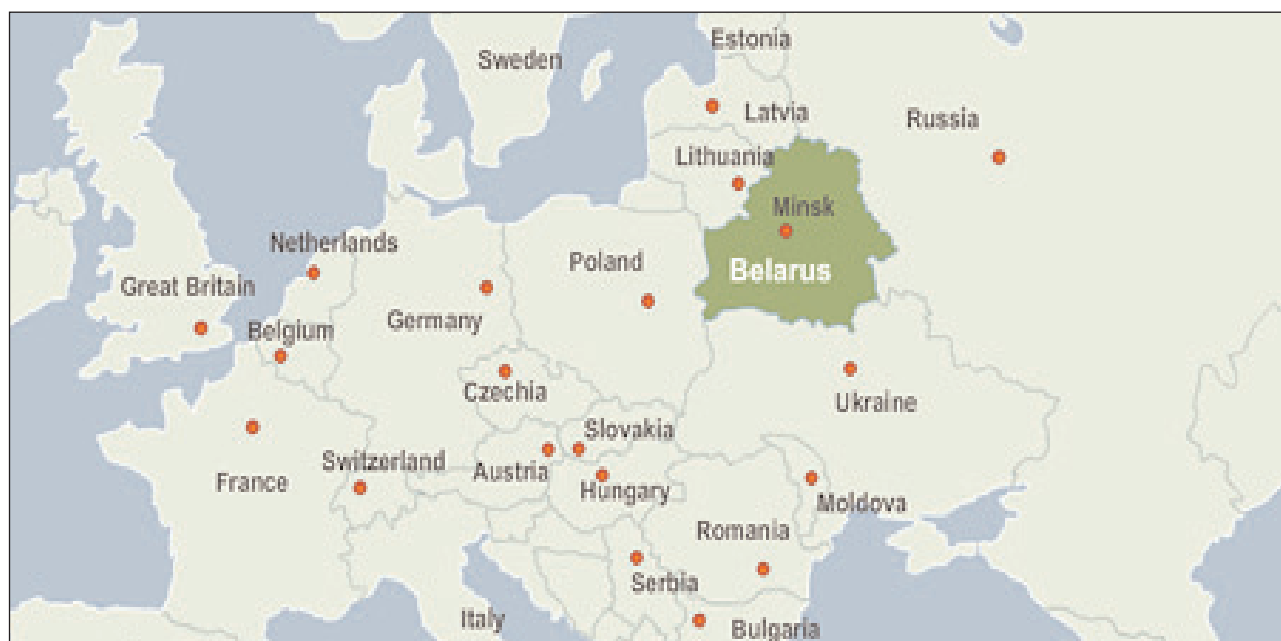 Estonia
Sweden
Latvia
Russia
Lithuania
Minsk
Netherlands
Poland
Belarus
Great Britain
Germany
Belgium
Czechia
Ukraine
Slovakia
Switzerland
Austria
France
Hungary
Moldova
Romania
Serbia
Italy
Bulgaria